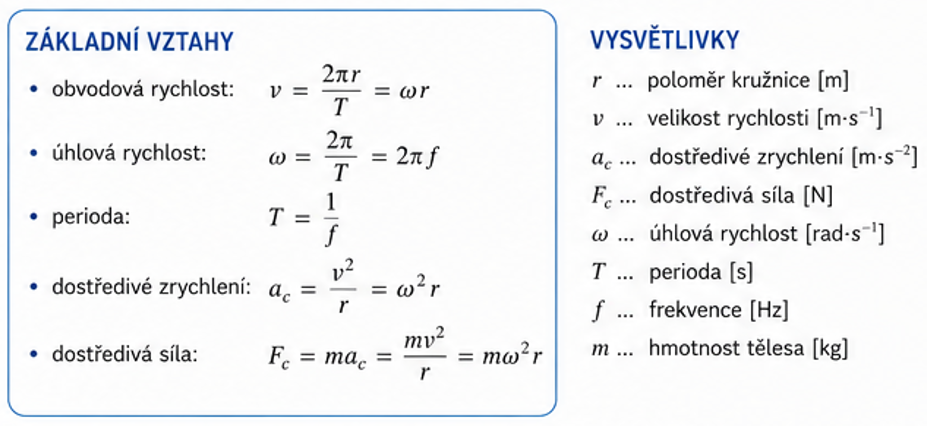 ZÁKLADNÍ VZTAHY
• obvodová rychlost: v = 2πr/T = ωr
• úhlová rychlost: ω = 2π/T = 2πf
• perioda: T = 1/f
• dostředivé zrychlení: a_c = v²/r = ω²r
• dostředivá síla: F_c = ma_c = mv²/r = mω²r
VYSVĚTLIVKY
r ... poloměr kružnice [m]
v ... velikost rychlosti [m·s⁻¹]
a_c ... dostředivé zrychlení [m·s⁻²]
F_c ... dostředivá síla [N]
ω ... úhlová rychlost [rad·s⁻¹]
T ... perioda [s]
f ... frekvence [Hz]
m ... hmotnost tělesa [kg]